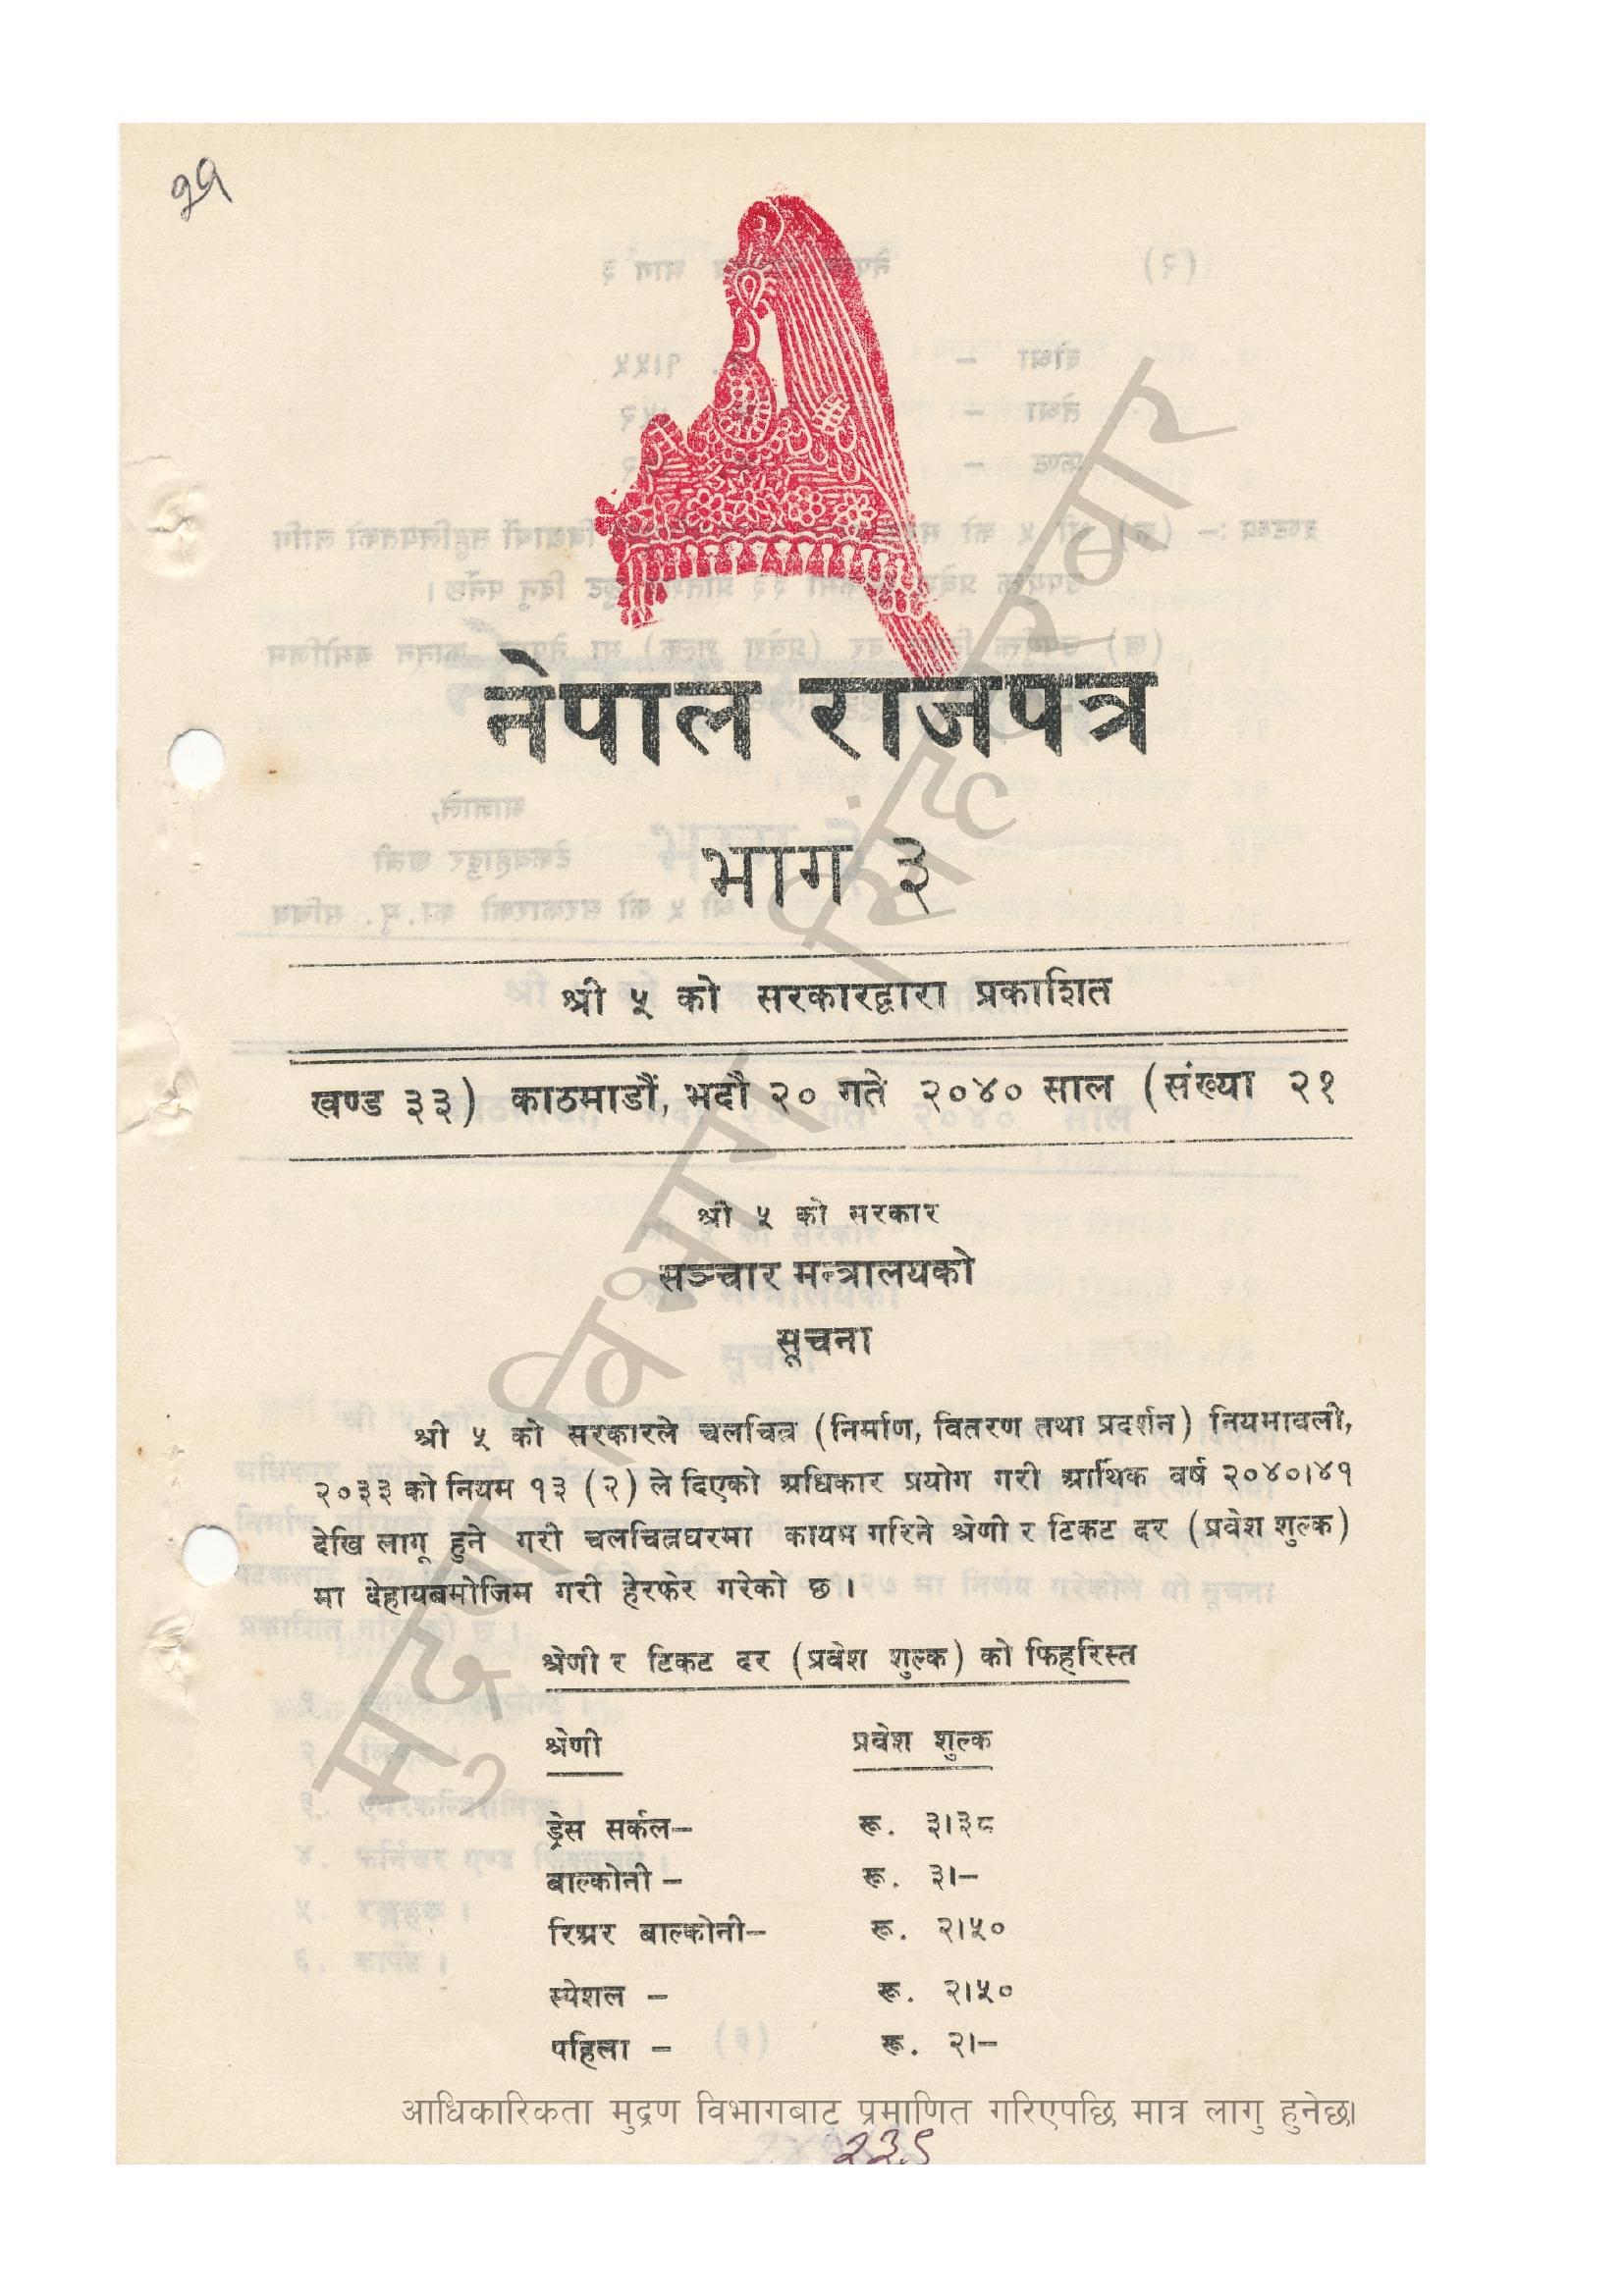 २१
नेपाल राजपत्र
भाग ३
श्री ५ को सरकारद्वारा प्रकाशित
खण्ड ३३) काठमाडौं, भदौ २० गते २०४० साल (संख्या २१
श्री ५ को सरकार
सञ्चार मन्त्रालयको
सूचना
श्री ५ को सरकारले चलचित्र (निर्माण, वितरण तथा प्रदर्शन) नियमावली,
२०३३ को नियम १३ (२) ले दिएको अधिकार प्रयोग गरी आर्थिक वर्ष २०४०।४१
देखि लागू हुने गरी चलचित्रघरमा कायम गरिने श्रेणी र टिकट दर (प्रवेश शुल्क)
मा देहायबमोजिम गरी हेरफेर गरेको छ ।
श्रेणी र टिकट दर (प्रवेश शुल्क) को फिहरिस्त
श्रेणी प्रवेश शुल्क
ड्रेस सर्कल– रू. ३।३८
बाल्कोनी – रू. ३।–
रिअर बाल्कोनी– रू. २।५०
स्पेशल – रू. २।५०
पहिला – रू. २।–
आधिकारिकता मुद्रण विभागबाट प्रमाणित गरिएपछि मात्र लागु हुनेछ।
मुद्रण विभाग सिंहदरवार